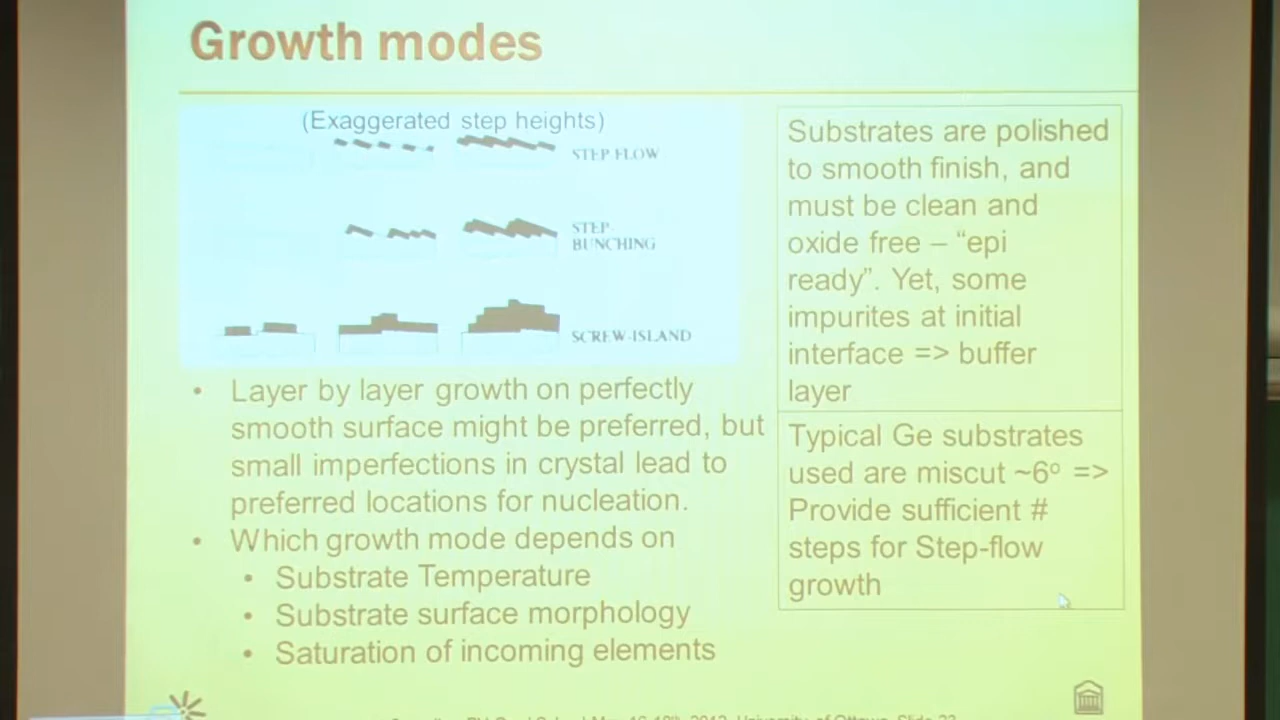 Growth modes
(Exaggerated step heights)
STEP-FLOW
STEP-
BUNCHING
SCREW-ISLAND
• Layer by layer growth on perfectly
smooth surface might be preferred, but
small imperfections in crystal lead to
preferred locations for nucleation.
• Which growth mode depends on
• Substrate Temperature
• Substrate surface morphology
• Saturation of incoming elements
Substrates are polished
to smooth finish, and
must be clean and
oxide free – “epi
ready”. Yet, some
impurites at initial
interface => buffer
layer
Typical Ge substrates
used are miscut ~6º =>
Provide sufficient #
steps for Step-flow
growth